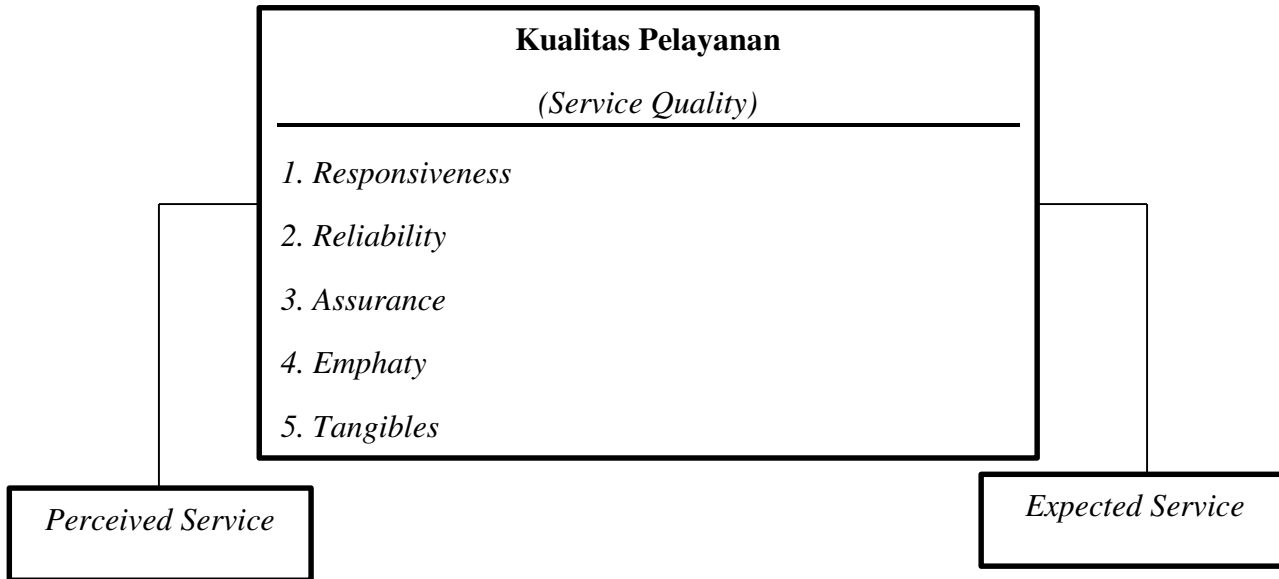 Kualitas Pelayanan
(Service Quality)
1. Responsiveness
2. Reliability
3. Assurance
4. Emphaty
5. Tangibles
Perceived Service
Expected Service